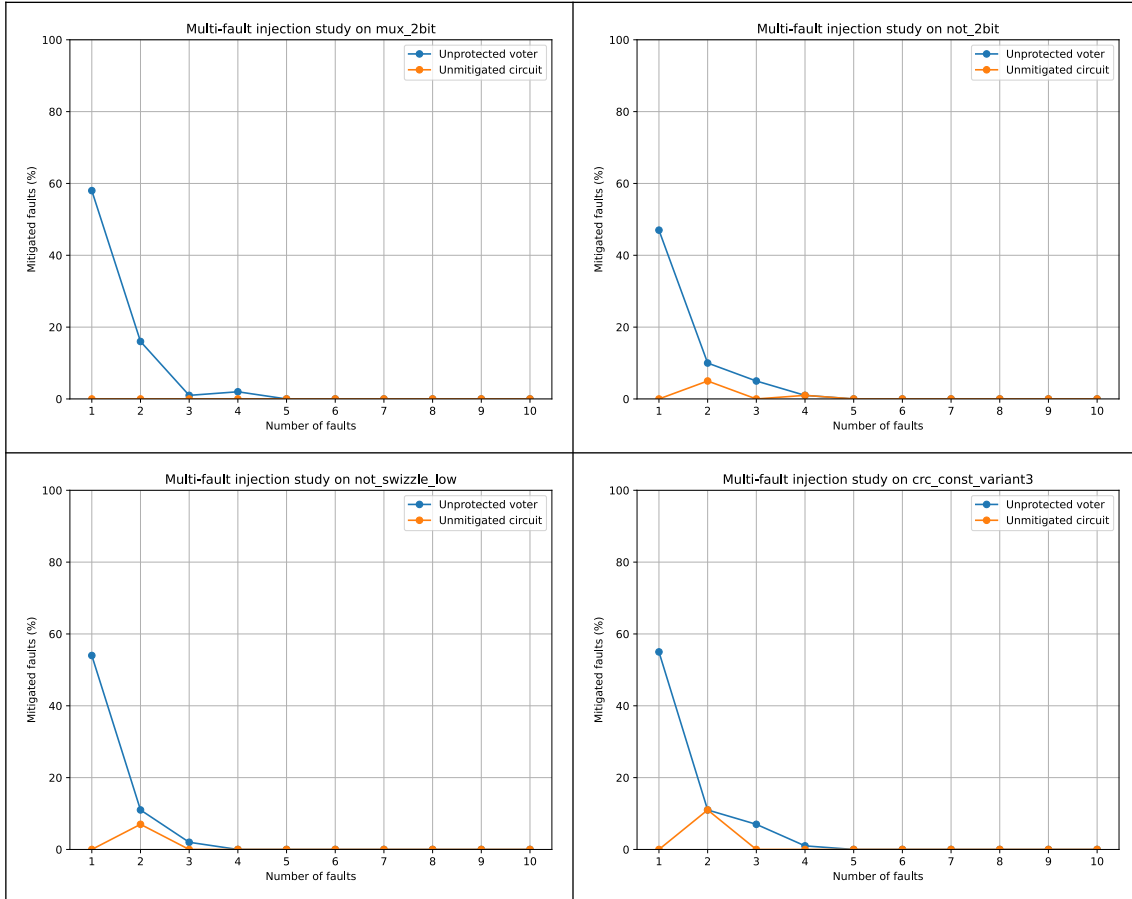 Multi-fault injection study on mux_2bit
100
80
60
40
20
0
Mitigated faults (%)
Unprotected voter
Unmitigated circuit
1 2 3 4 5 6 7 8 9 10
Number of faults
Multi-fault injection study on not_2bit
100
80
60
40
20
0
Mitigated faults (%)
Unprotected voter
Unmitigated circuit
1 2 3 4 5 6 7 8 9 10
Number of faults
Multi-fault injection study on not_swizzle_low
100
80
60
40
20
0
Mitigated faults (%)
Unprotected voter
Unmitigated circuit
1 2 3 4 5 6 7 8 9 10
Number of faults
Multi-fault injection study on crc_const_variant3
100
80
60
40
20
0
Mitigated faults (%)
Unprotected voter
Unmitigated circuit
1 2 3 4 5 6 7 8 9 10
Number of faults